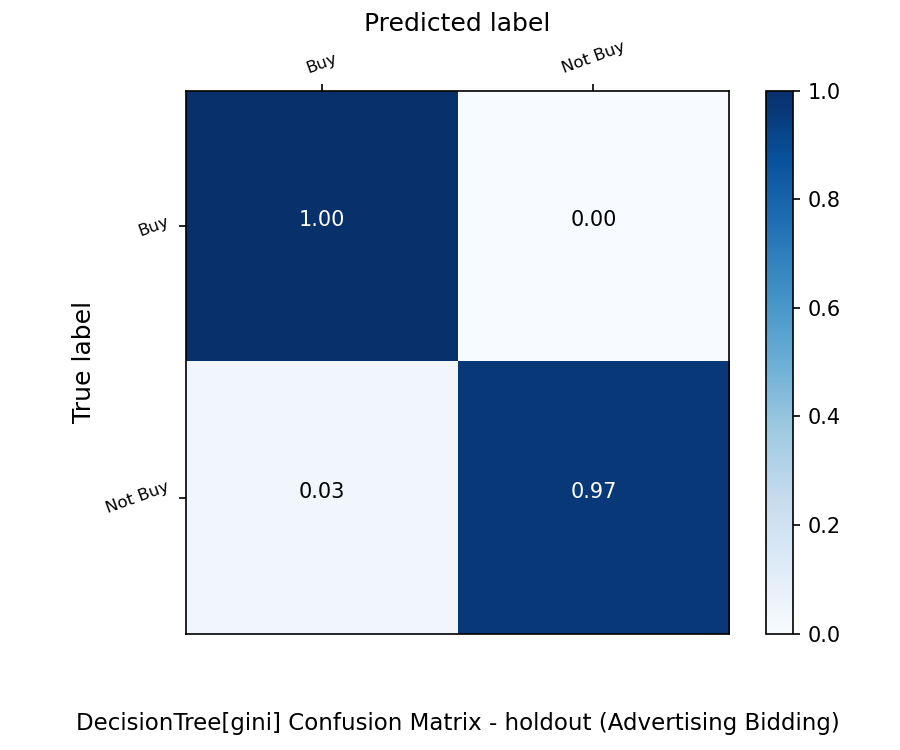 Predicted label
Buy
Not Buy
1.0
Buy
1.00
0.00
0.8
0.6
True label
0.4
Not Buy
0.03
0.97
0.2
0.0
DecisionTree[gini] Confusion Matrix - holdout (Advertising Bidding)